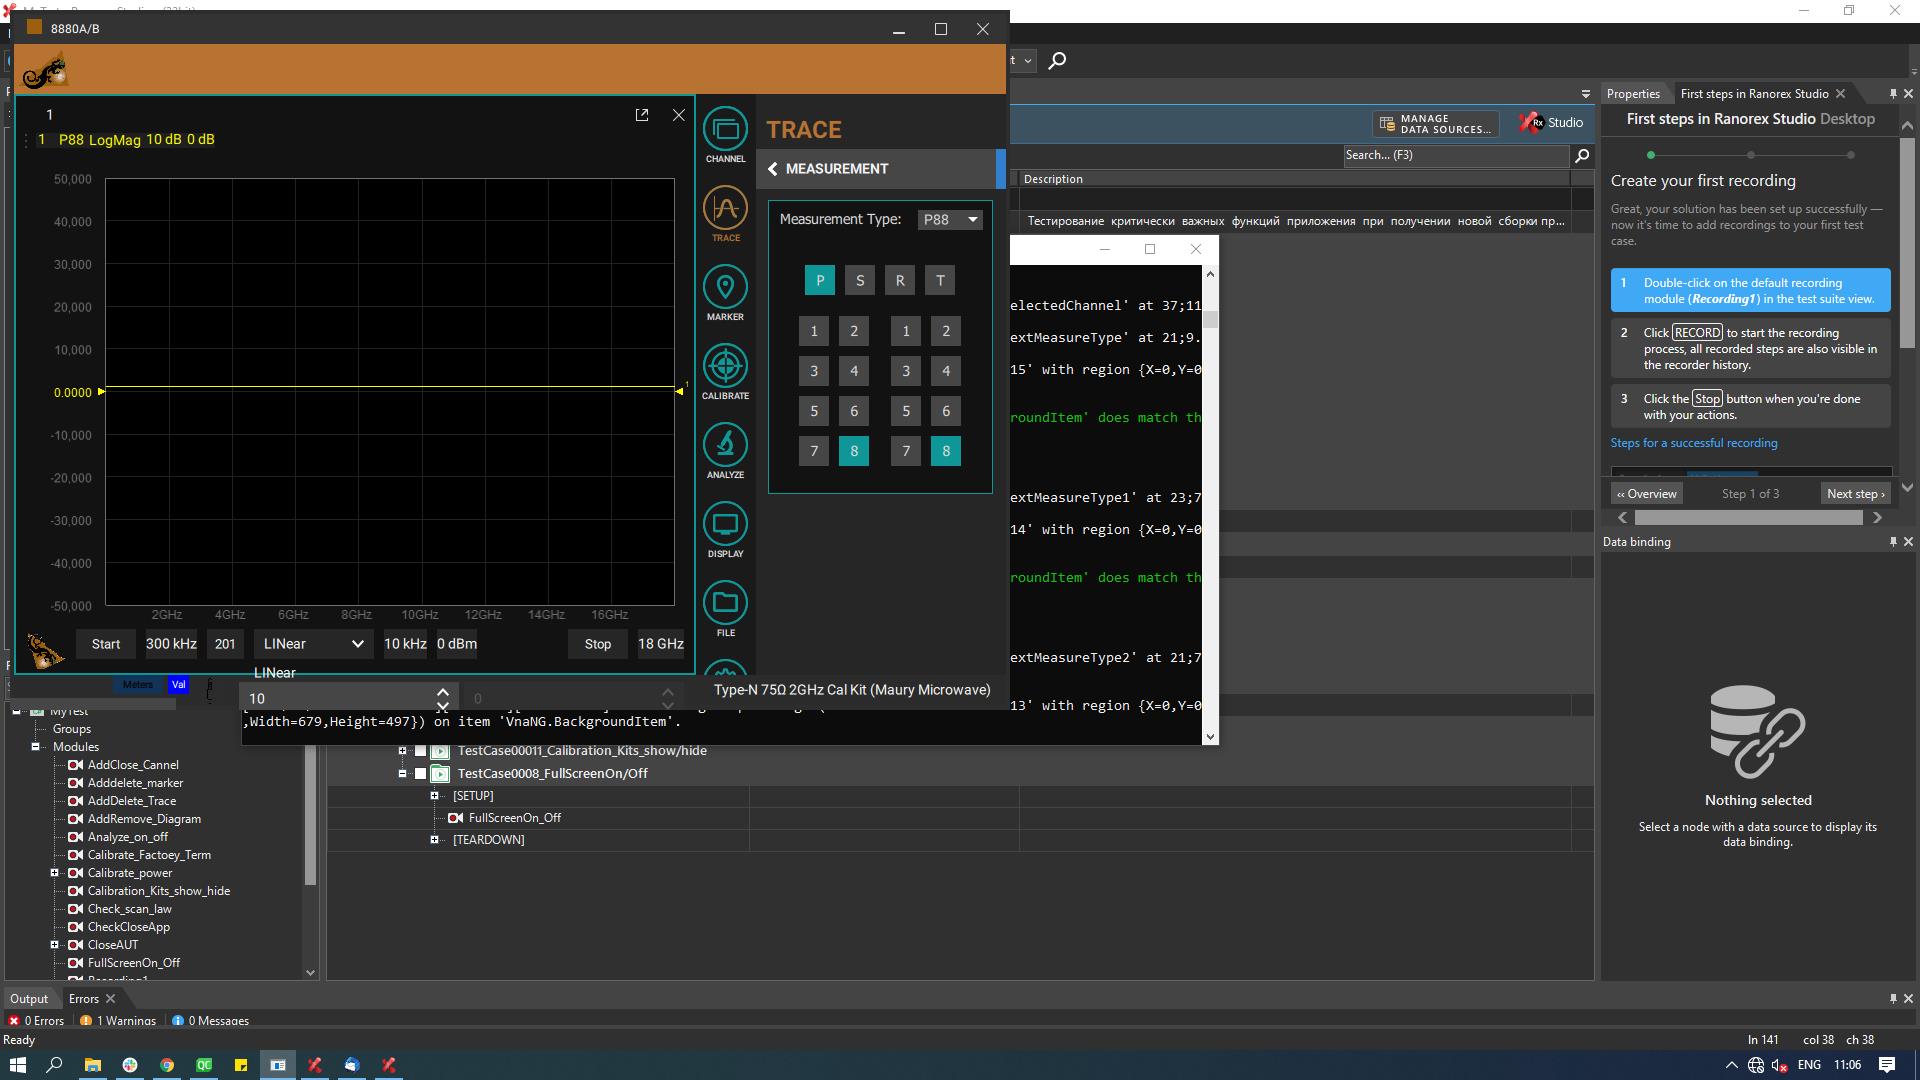 8880A/B
1
1 P88 LogMag 10 dB 0 dB
50,000
40,000
30,000
20,000
10,000
0.0000
-10,000
-20,000
-30,000
-40,000
-50,000
1
2GHz 4GHz 6GHz 8GHz 10GHz 12GHz 14GHz 16GHz
Start 300 kHz 201 LINear 10 kHz 0 dBm Stop 18 GHz
LINear
Meters Val
10 0
Type-N 75Ω 2GHz Cal Kit (Maury Microwave)
CHANNEL
TRACE
MARKER
CALIBRATE
ANALYZE
DISPLAY
FILE
TRACE
MEASUREMENT
Measurement Type: P88
P S R T
1 2 1 2
3 4 3 4
5 6 5 6
7 8 7 8
MANAGE
DATA SOURCES...
Rx Studio
Search... (F3)
Description
Тестирование критически важных функций приложения при получении новой сборки пр...
electedChannel' at 37;11
extMeasureType' at 21;9.
15' with region {X=0,Y=0
roundItem' does match th
extMeasureType1' at 23;7
14' with region {X=0,Y=0
roundItem' does match th
extMeasureType2' at 21;7
13' with region {X=0,Y=0
,Width=679,Height=497}) on item 'VnaNG.BackgroundItem'.
MyTest
Groups
Modules
AddClose_Cannel
Adddelete_marker
AddDelete_Trace
AddRemove_Diagram
Analyze_on_off
Calibrate_Factoey_Term
Calibrate_power
Calibration_Kits_show_hide
Check_scan_law
CheckCloseApp
CloseAUT
FullScreenOn_Off
Recording1
TestCase00011_Calibration_Kits_show/hide
TestCase0008_FullScreenOn/Off
[SETUP]
FullScreenOn_Off
[TEARDOWN]
Properties First steps in Ranorex Studio
First steps in Ranorex Studio Desktop
Create your first recording
Great, your solution has been set up successfully —
now it's time to add recordings to your first test
case.
1 Double-click on the default recording
module (Recording1) in the test suite view.
2 Click RECORD to start the recording
process, all recorded steps are also visible in
the recorder history.
3 Click the Stop button when you're done
with your actions.
Steps for a successful recording
‹‹ Overview Step 1 of 3 Next step ›
Data binding
Nothing selected
Select a node with a data source to display its
data binding.
Output Errors
0 Errors 1 Warnings 0 Messages
Ready
ln 141 col 38 ch 38
QC
ENG 11:06